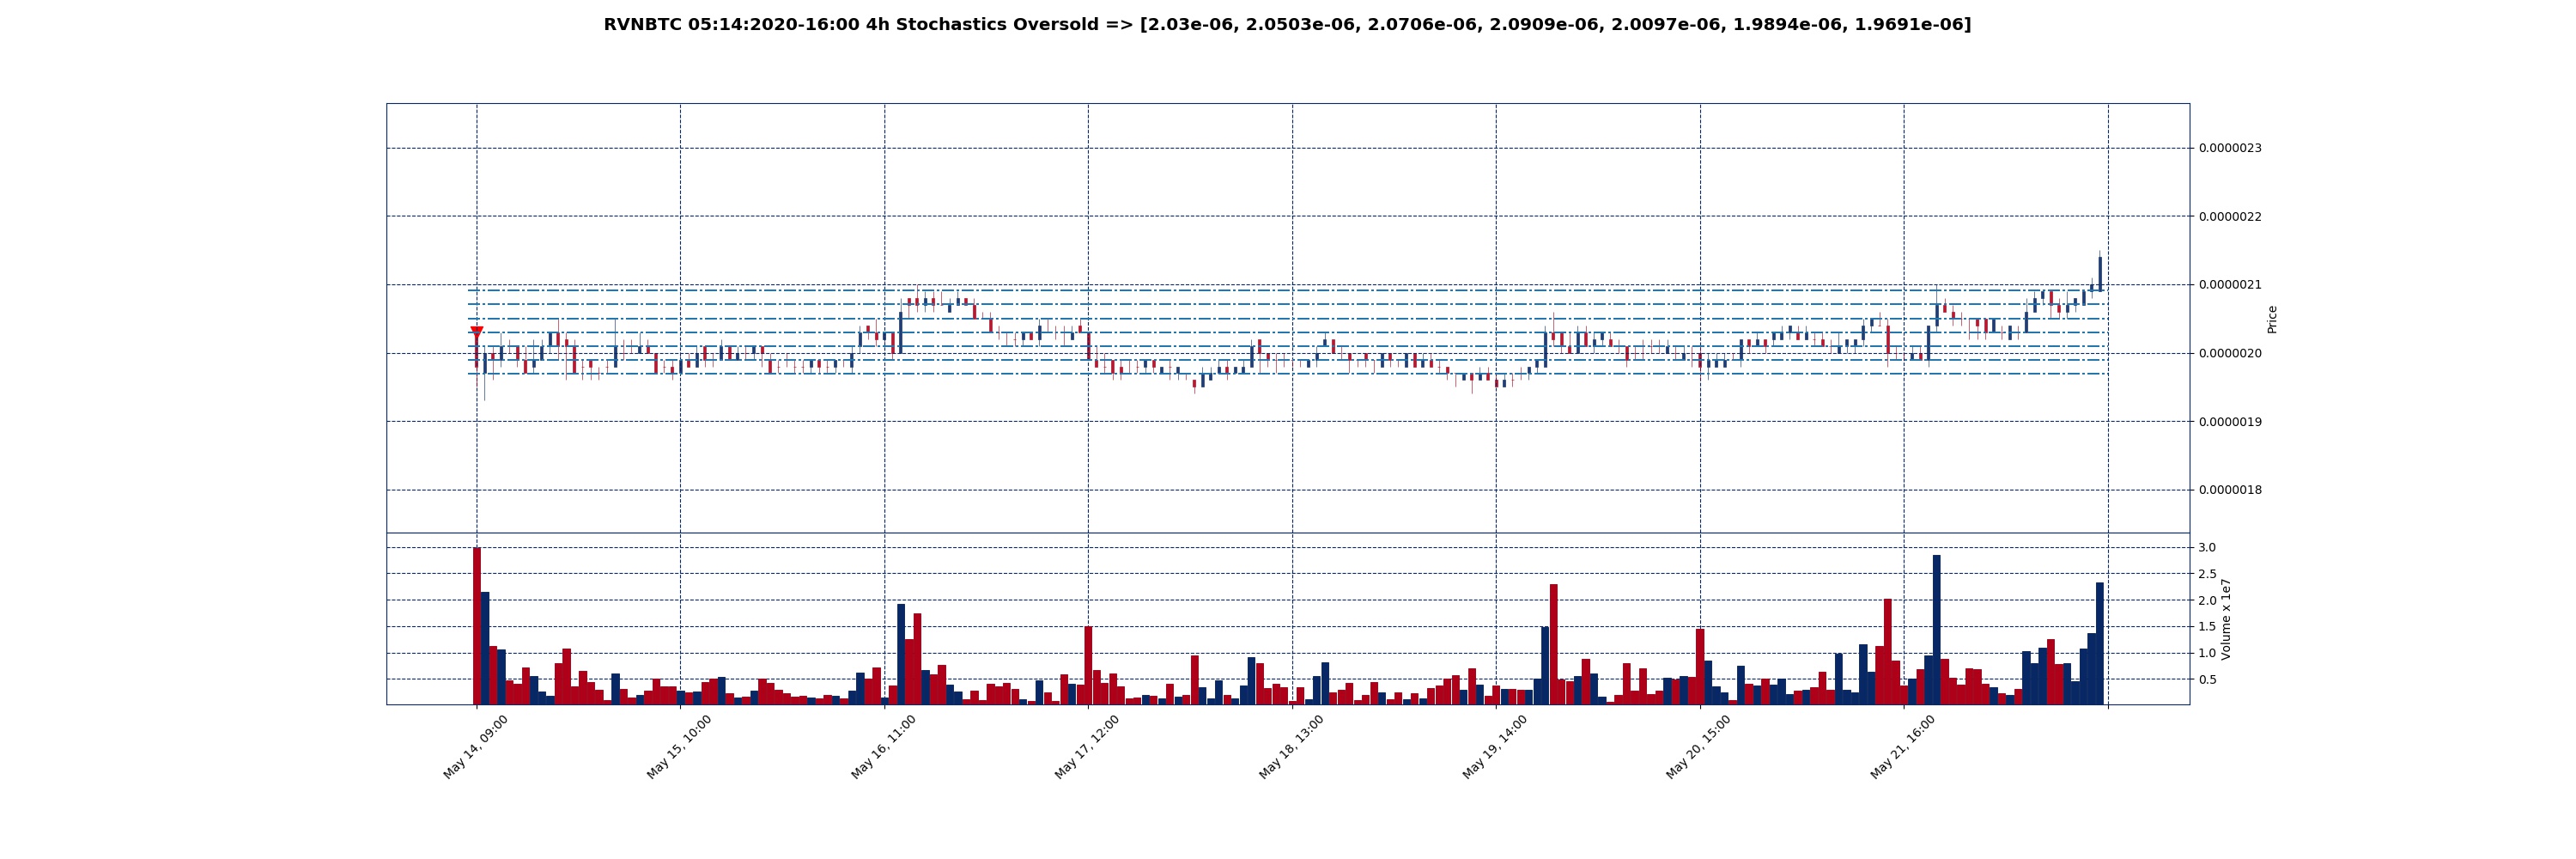 RVNBTC 05:14:2020-16:00 4h Stochastics Oversold => [2.03e-06, 2.0503e-06, 2.0706e-06, 2.0909e-06, 2.0097e-06, 1.9894e-06, 1.9691e-06]
0.0000023
0.0000022
0.0000021
0.0000020
0.0000019
0.0000018
Price
3.0
2.5
2.0
1.5
1.0
0.5
Volume x 1e7
May 14, 09:00
May 15, 10:00
May 16, 11:00
May 17, 12:00
May 18, 13:00
May 19, 14:00
May 20, 15:00
May 21, 16:00